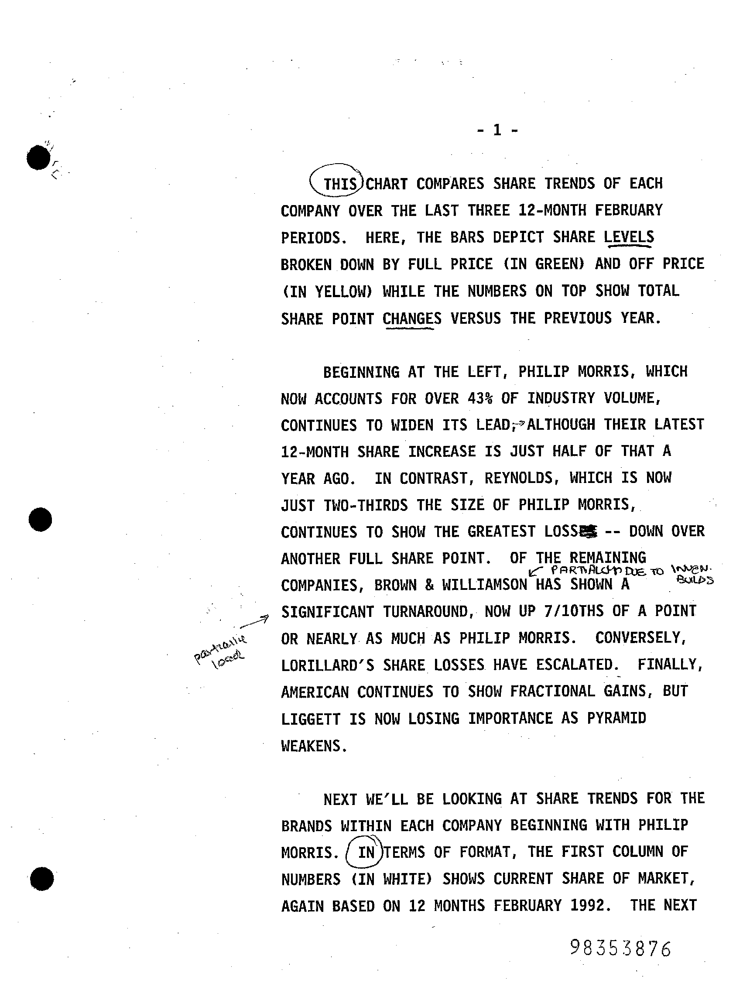 - 1 -
THIS CHART COMPARES SHARE TRENDS OF EACH
COMPANY OVER THE LAST THREE 12-MONTH FEBRUARY
PERIODS. HERE, THE BARS DEPICT SHARE LEVELS
BROKEN DOWN BY FULL PRICE (IN GREEN) AND OFF PRICE
(IN YELLOW) WHILE THE NUMBERS ON TOP SHOW TOTAL
SHARE POINT CHANGES VERSUS THE PREVIOUS YEAR.
BEGINNING AT THE LEFT, PHILIP MORRIS, WHICH
NOW ACCOUNTS FOR OVER 43% OF INDUSTRY VOLUME,
CONTINUES TO WIDEN ITS LEAD, ALTHOUGH THEIR LATEST
12-MONTH SHARE INCREASE IS JUST HALF OF THAT A
YEAR AGO. IN CONTRAST, REYNOLDS, WHICH IS NOW
JUST TWO-THIRDS THE SIZE OF PHILIP MORRIS,
CONTINUES TO SHOW THE GREATEST LOSS -- DOWN OVER
ANOTHER FULL SHARE POINT. OF THE REMAINING
PARTIALLY DUE TO INVEN. BUILDS
COMPANIES, BROWN & WILLIAMSON HAS SHOWN A
SIGNIFICANT TURNAROUND, NOW UP 7/10THS OF A POINT
partially
load
OR NEARLY AS MUCH AS PHILIP MORRIS. CONVERSELY,
LORILLARD'S SHARE LOSSES HAVE ESCALATED. FINALLY,
AMERICAN CONTINUES TO SHOW FRACTIONAL GAINS, BUT
LIGGETT IS NOW LOSING IMPORTANCE AS PYRAMID
WEAKENS.
NEXT WE'LL BE LOOKING AT SHARE TRENDS FOR THE
BRANDS WITHIN EACH COMPANY BEGINNING WITH PHILIP
MORRIS. IN TERMS OF FORMAT, THE FIRST COLUMN OF
NUMBERS (IN WHITE) SHOWS CURRENT SHARE OF MARKET,
AGAIN BASED ON 12 MONTHS FEBRUARY 1992. THE NEXT
98353876